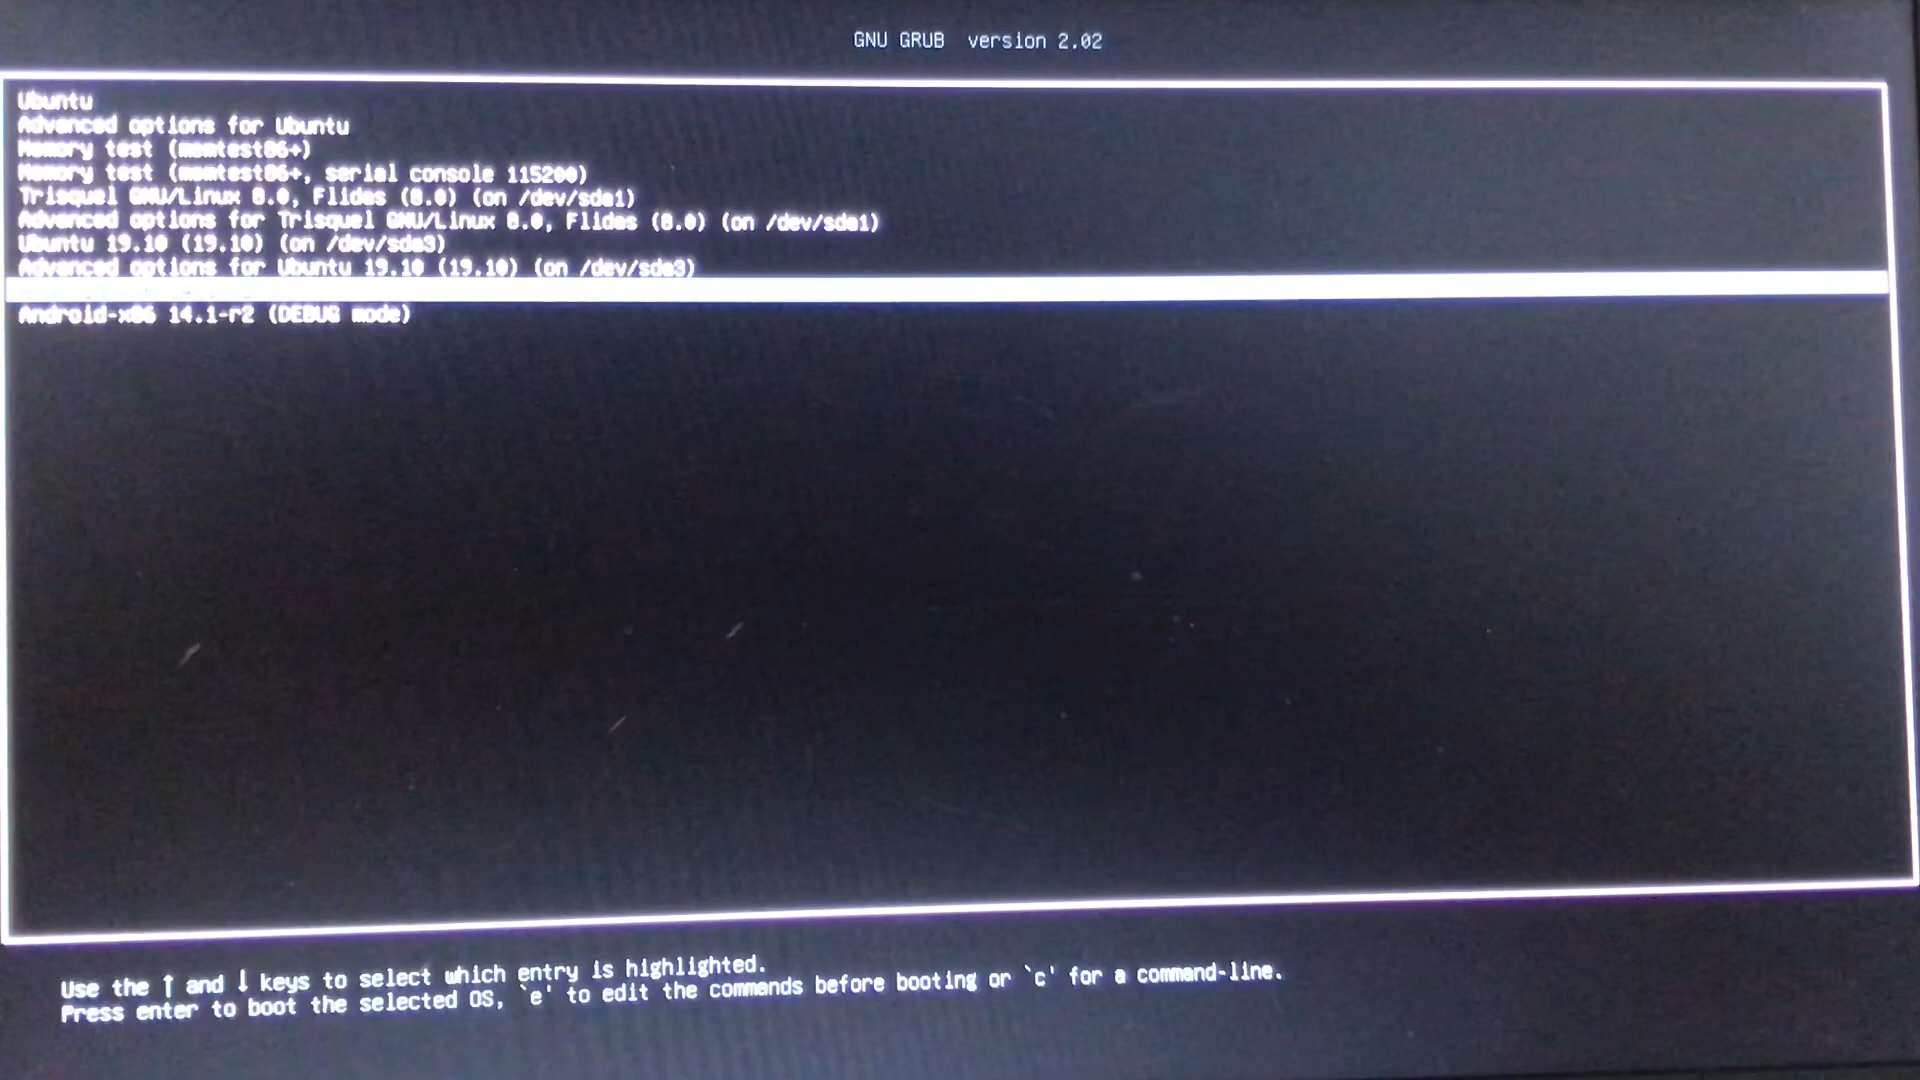 GNU GRUB version 2.02
Ubuntu
Advanced options for Ubuntu
Memory test (memtest86+)
Memory test (memtest86+, serial console 115200)
Trisquel GNU/Linux 8.0, Flidas (8.0) (on /dev/sda1)
Advanced options for Trisquel GNU/Linux 8.0, Flidas (8.0) (on /dev/sda1)
Ubuntu 19.10 (19.10) (on /dev/sda3)
Advanced options for Ubuntu 19.10 (19.10) (on /dev/sda3)
Android-x86 14.1-r2 (DEBUG mode)
Use the ↑ and ↓ keys to select which entry is highlighted.
Press enter to boot the selected OS, `e' to edit the commands before booting or `c' for a command-line.